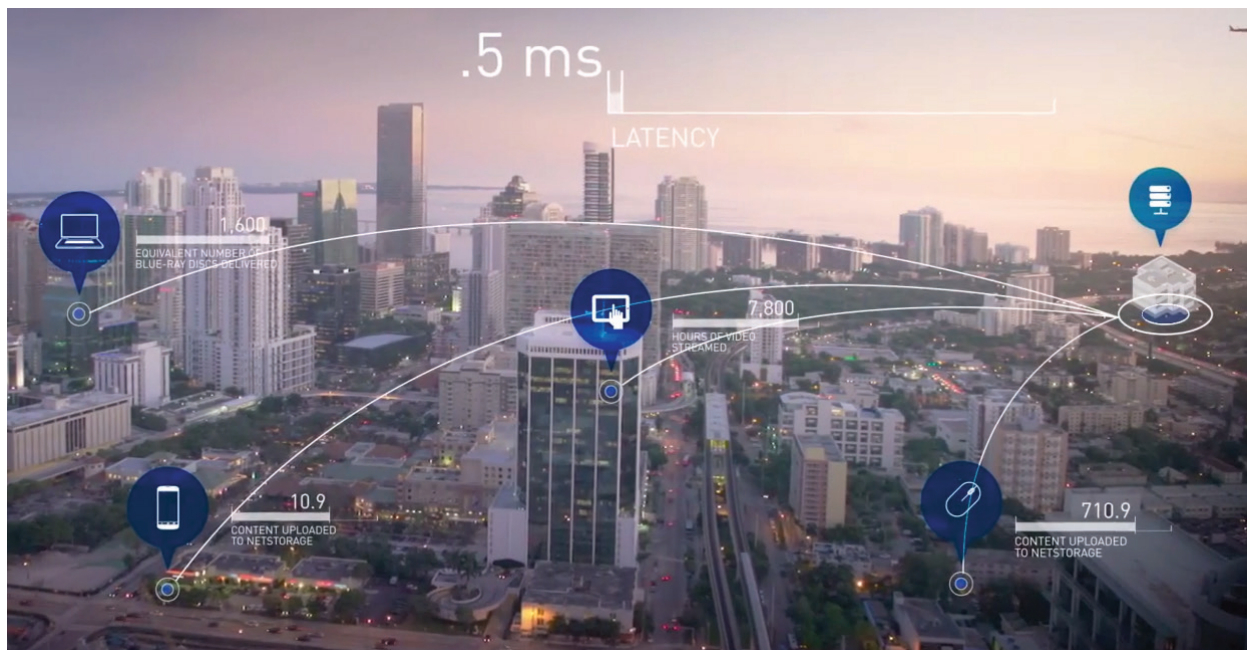 .5 ms
LATENCY
1,600
EQUIVALENT NUMBER OF
BLUE-RAY DISCS DELIVERED
7,800
HOURS OF VIDEO
STREAMED
10.9
CONTENT UPLOADED
TO NETSTORAGE
710.9
CONTENT UPLOADED
TO NETSTORAGE